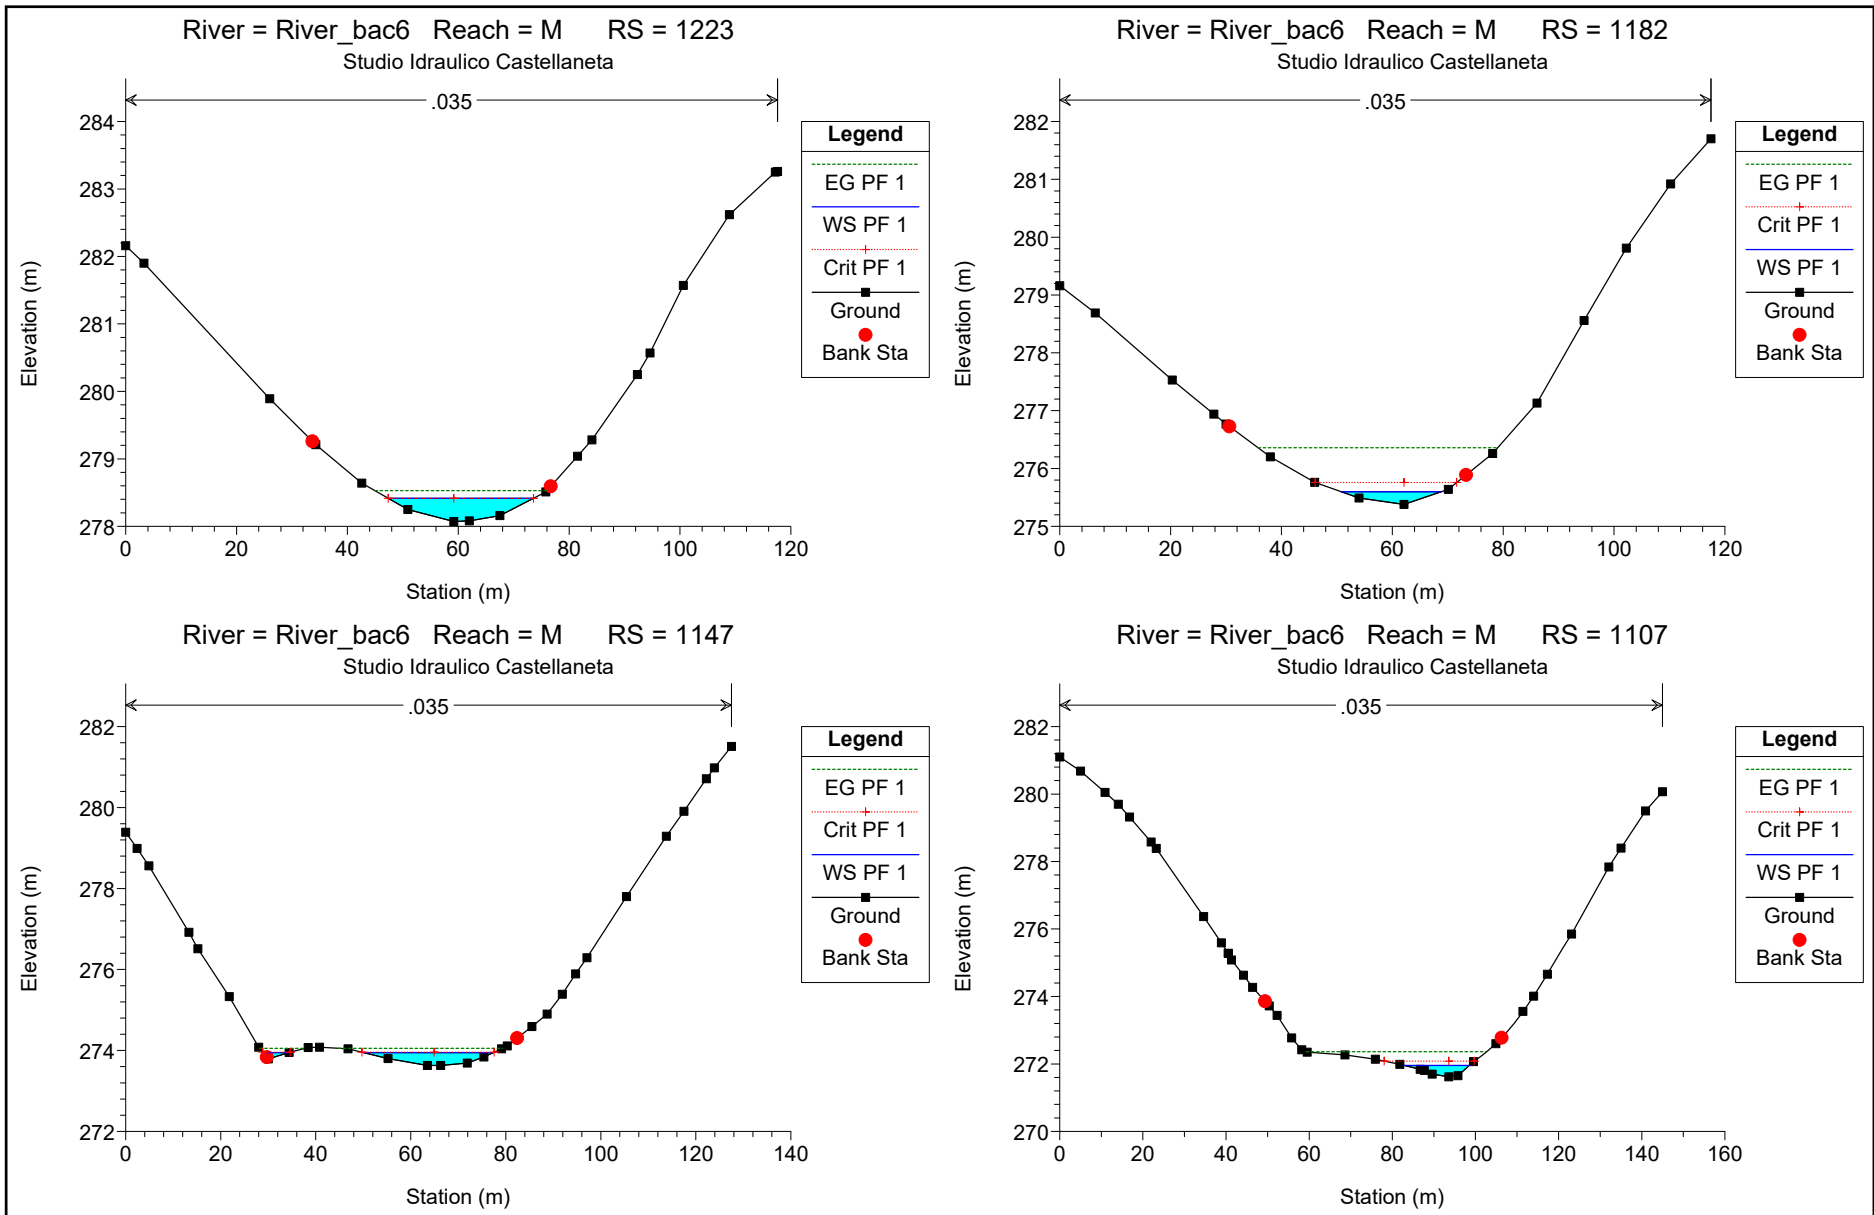 River = River_bac6 Reach = M RS = 1223
Studio Idraulico Castellaneta
.035
284
283
282
281
280
279
278
0 20 40 60 80 100 120
Elevation (m)
Station (m)
Legend
EG PF 1
WS PF 1
Crit PF 1
Ground
Bank Sta
River = River_bac6 Reach = M RS = 1182
Studio Idraulico Castellaneta
.035
282
281
280
279
278
277
276
275
0 20 40 60 80 100 120
Elevation (m)
Station (m)
Legend
EG PF 1
Crit PF 1
WS PF 1
Ground
Bank Sta
River = River_bac6 Reach = M RS = 1147
Studio Idraulico Castellaneta
.035
282
280
278
276
274
272
0 20 40 60 80 100 120 140
Elevation (m)
Station (m)
Legend
EG PF 1
Crit PF 1
WS PF 1
Ground
Bank Sta
River = River_bac6 Reach = M RS = 1107
Studio Idraulico Castellaneta
.035
282
280
278
276
274
272
270
0 20 40 60 80 100 120 140 160
Elevation (m)
Station (m)
Legend
EG PF 1
Crit PF 1
WS PF 1
Ground
Bank Sta